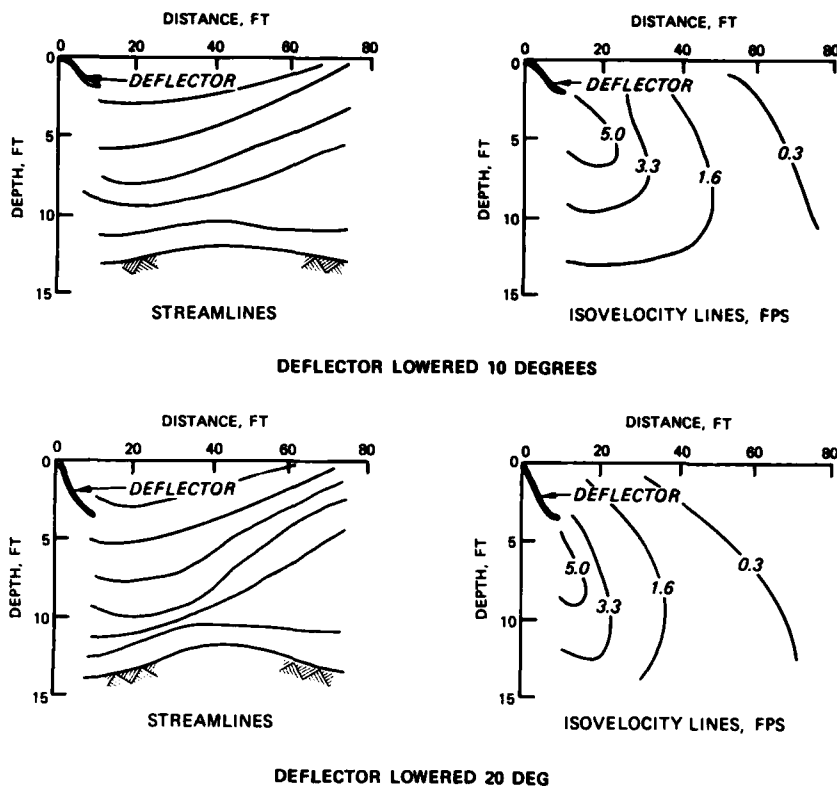 DISTANCE, FT
0 20 40 60 80
DEFLECTOR
DEPTH, FT
0
5
10
15
STREAMLINES
DISTANCE, FT
0 20 40 60 80
DEFLECTOR
DEPTH, FT
0
5
10
15
5.0
3.3
1.6
0.3
ISOVELOCITY LINES, FPS
DEFLECTOR LOWERED 10 DEGREES
DISTANCE, FT
0 20 40 60 80
DEFLECTOR
DEPTH, FT
0
5
10
15
STREAMLINES
DISTANCE, FT
0 20 40 60 80
DEFLECTOR
DEPTH, FT
0
5
10
15
5.0
3.3
1.6
0.3
ISOVELOCITY LINES, FPS
DEFLECTOR LOWERED 20 DEG